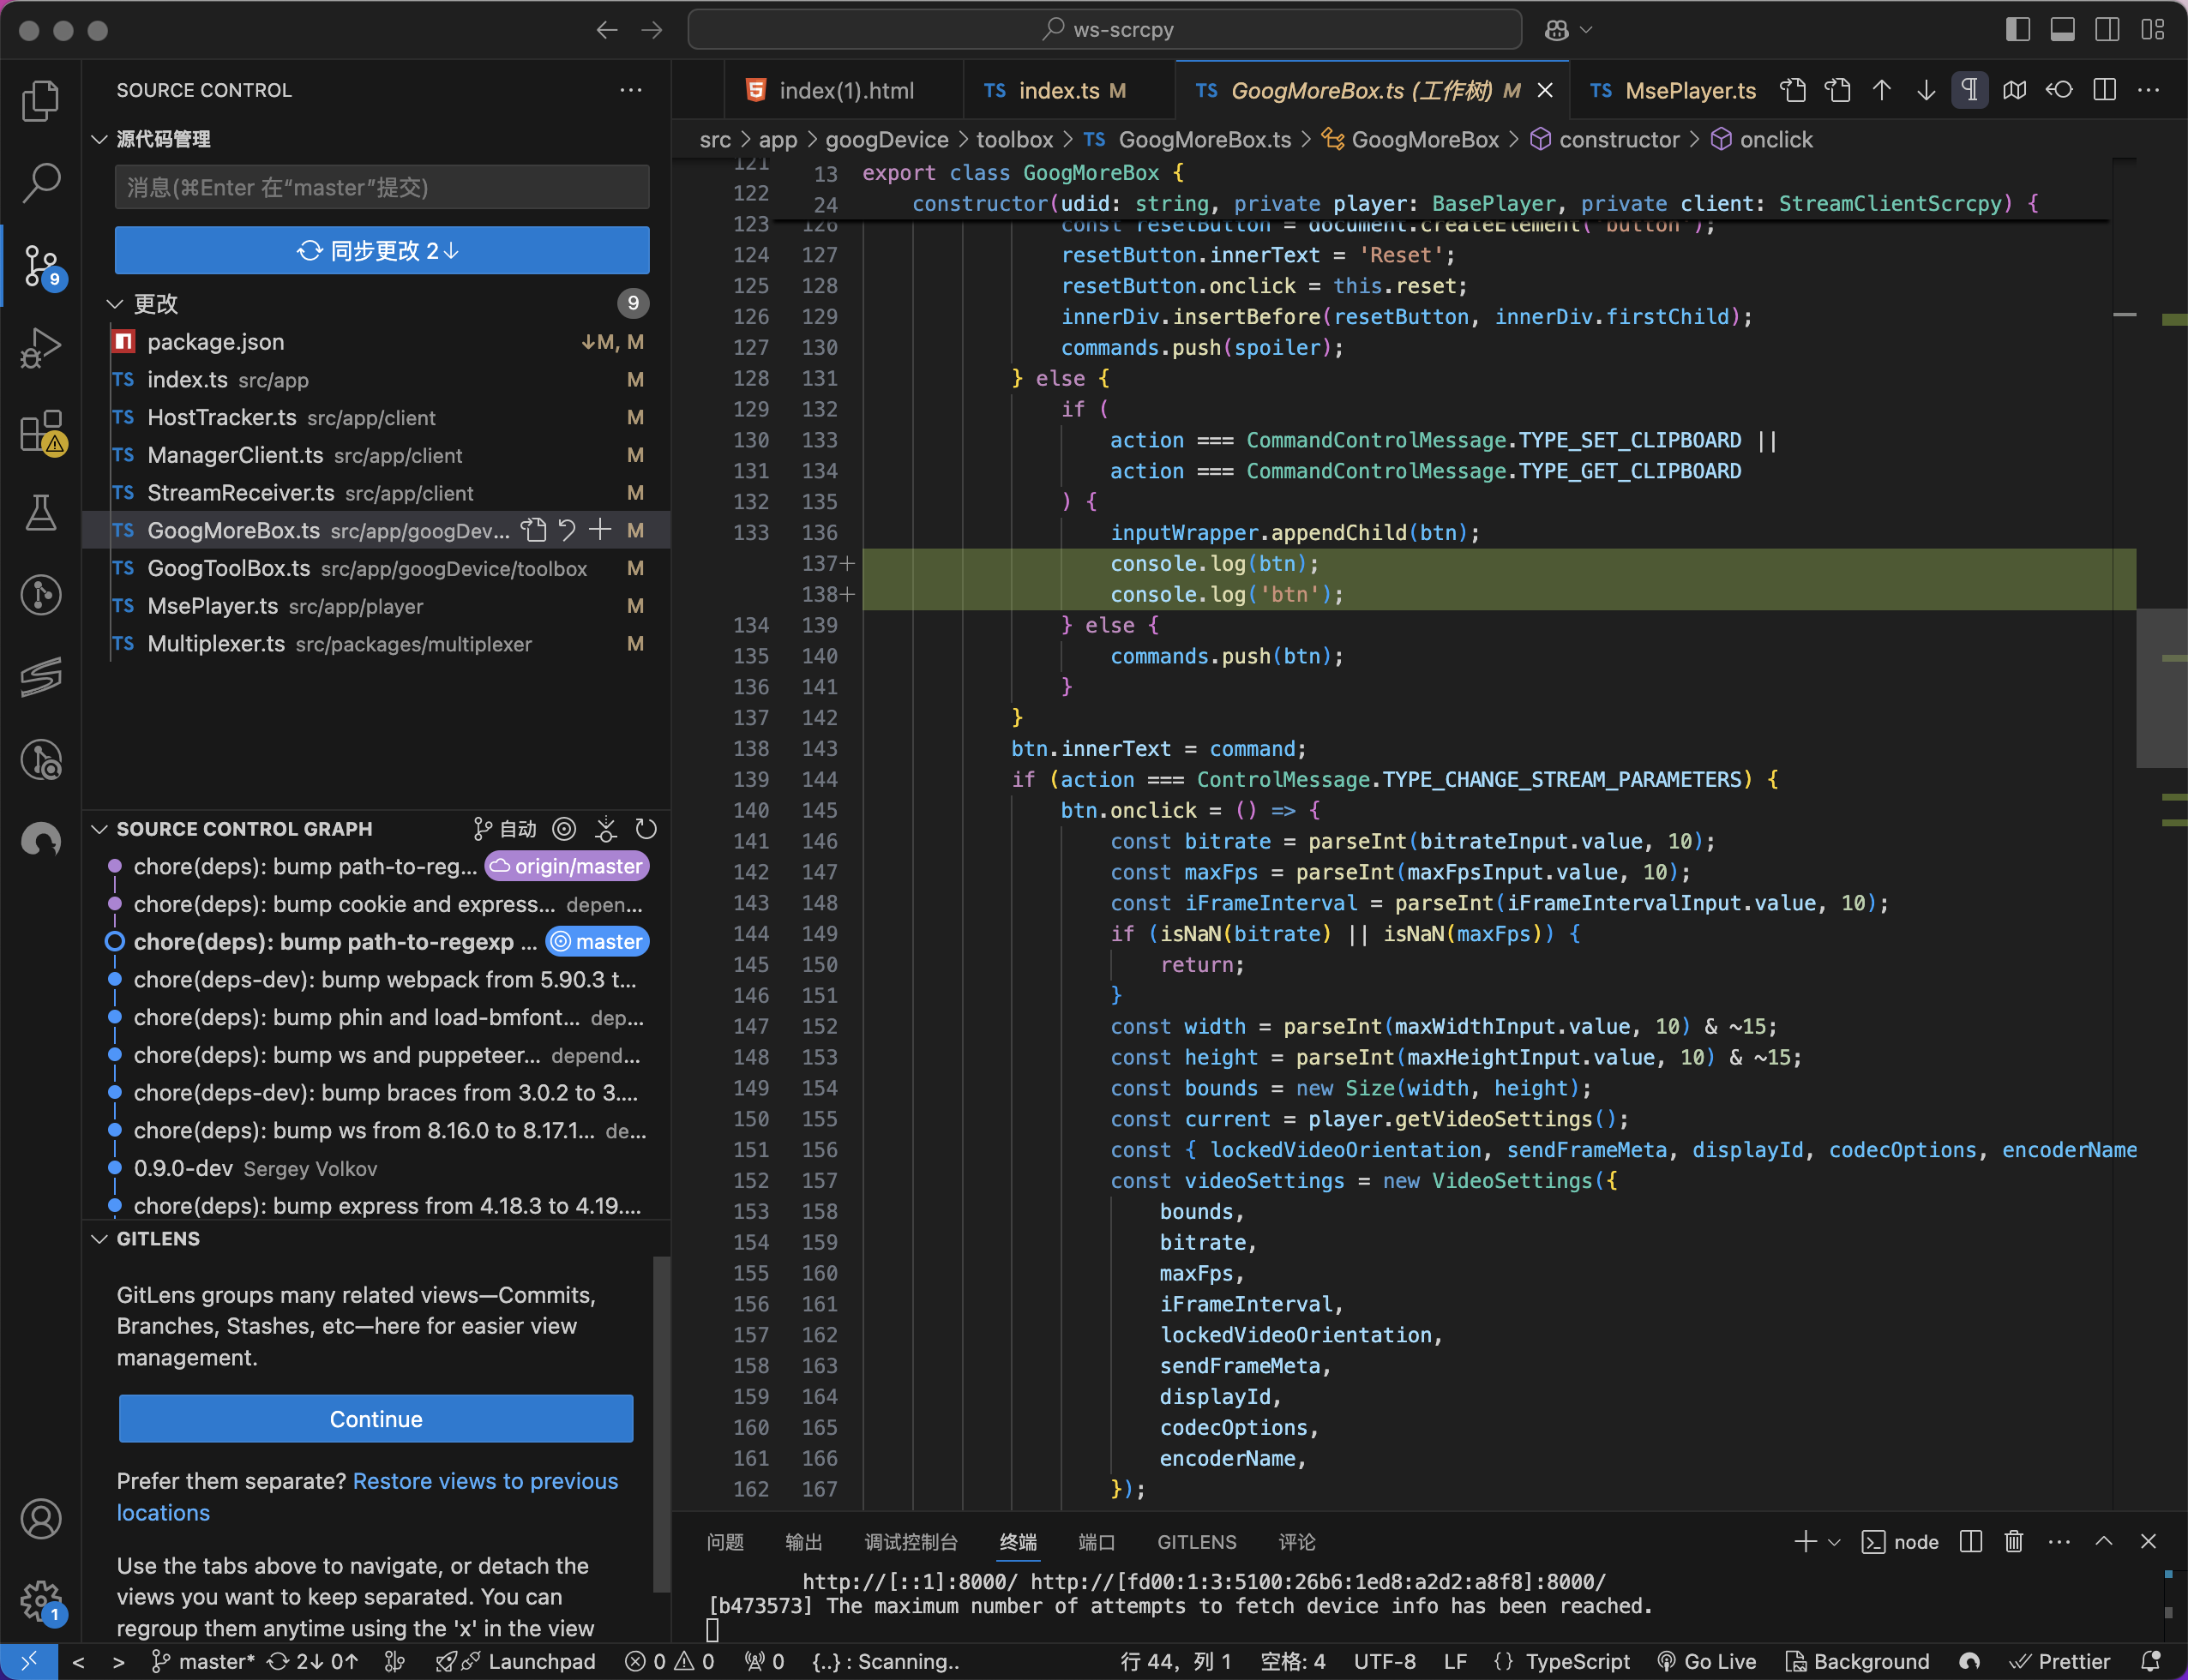 ws-scrcpy
SOURCE CONTROL
源代码管理
消息(⌘Enter 在“master”提交)
同步更改 2↓
更改 9
package.json ↓M, M
TS index.ts src/app M
TS HostTracker.ts src/app/client M
TS ManagerClient.ts src/app/client M
TS StreamReceiver.ts src/app/client M
TS GoogMoreBox.ts src/app/googDev... M
TS GoogToolBox.ts src/app/googDevice/toolbox M
TS MsePlayer.ts src/app/player M
TS Multiplexer.ts src/packages/multiplexer M
9
SOURCE CONTROL GRAPH 自动
chore(deps): bump path-to-reg... origin/master
chore(deps): bump cookie and express... depen...
chore(deps): bump path-to-regexp ... master
chore(deps-dev): bump webpack from 5.90.3 t...
chore(deps): bump phin and load-bmfont... dep...
chore(deps): bump ws and puppeteer... depend...
chore(deps-dev): bump braces from 3.0.2 to 3....
chore(deps): bump ws from 8.16.0 to 8.17.1... de...
0.9.0-dev Sergey Volkov
chore(deps): bump express from 4.18.3 to 4.19....
GITLENS
GitLens groups many related views—Commits,
Branches, Stashes, etc—here for easier view
management.
Continue
Prefer them separate? Restore views to previous
locations
Use the tabs above to navigate, or detach the
views you want to keep separated. You can
regroup them anytime using the 'x' in the view
1
index(1).html
TS index.ts M
TS GoogMoreBox.ts (工作树) M
TS MsePlayer.ts
src > app > googDevice > toolbox > TS GoogMoreBox.ts > GoogMoreBox > constructor > onclick
121 13 export class GoogMoreBox {
122 24 constructor(udid: string, private player: BasePlayer, private client: StreamClientScrcpy) {
123 126 const resetButton = document.createElement('button');
124 127 resetButton.innerText = 'Reset';
125 128 resetButton.onclick = this.reset;
126 129 innerDiv.insertBefore(resetButton, innerDiv.firstChild);
127 130 commands.push(spoiler);
128 131 } else {
129 132 if (
130 133 action === CommandControlMessage.TYPE_SET_CLIPBOARD ||
131 134 action === CommandControlMessage.TYPE_GET_CLIPBOARD
132 135 ) {
133 136 inputWrapper.appendChild(btn);
137+ console.log(btn);
138+ console.log('btn');
134 139 } else {
135 140 commands.push(btn);
136 141 }
137 142 }
138 143 btn.innerText = command;
139 144 if (action === ControlMessage.TYPE_CHANGE_STREAM_PARAMETERS) {
140 145 btn.onclick = () => {
141 146 const bitrate = parseInt(bitrateInput.value, 10);
142 147 const maxFps = parseInt(maxFpsInput.value, 10);
143 148 const iFrameInterval = parseInt(iFrameIntervalInput.value, 10);
144 149 if (isNaN(bitrate) || isNaN(maxFps)) {
145 150 return;
146 151 }
147 152 const width = parseInt(maxWidthInput.value, 10) & ~15;
148 153 const height = parseInt(maxHeightInput.value, 10) & ~15;
149 154 const bounds = new Size(width, height);
150 155 const current = player.getVideoSettings();
151 156 const { lockedVideoOrientation, sendFrameMeta, displayId, codecOptions, encoderName
152 157 const videoSettings = new VideoSettings({
153 158 bounds,
154 159 bitrate,
155 160 maxFps,
156 161 iFrameInterval,
157 162 lockedVideoOrientation,
158 163 sendFrameMeta,
159 164 displayId,
160 165 codecOptions,
161 166 encoderName,
162 167 });
问题 输出 调试控制台 终端 端口 GITLENS 评论 node
http://[::1]:8000/ http://[fd00:1:3:5100:26b6:1ed8:a2d2:a8f8]:8000/
[b473573] The maximum number of attempts to fetch device info has been reached.
< > master* 2↓ 0↑ Launchpad 0 0 0 {..} : Scanning.. 行 44，列 1 空格: 4 UTF-8 LF {} TypeScript Go Live Background Prettier